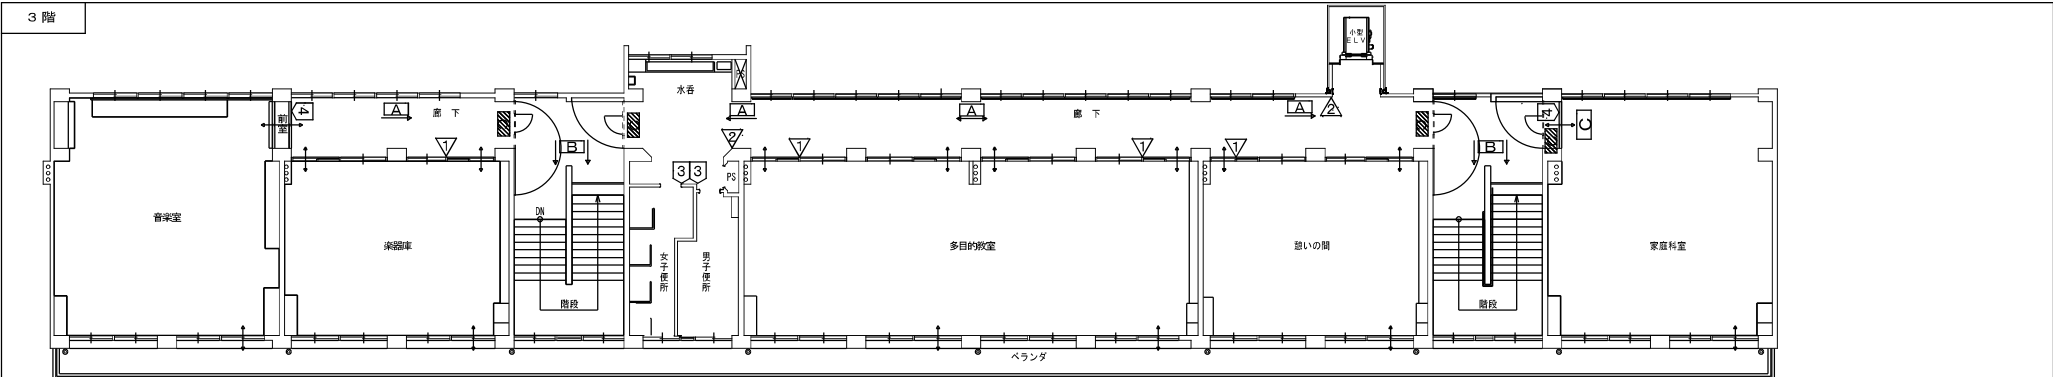 3階
小型
ELV
水呑
PS
4
前室
A
廊下
A
A
廊下
A
2
4
C
1
B
2
1
1
1
B
3
3
PS
音楽室
DN
楽器庫
女子便所
男子便所
多目的教室
憩いの間
家庭科室
階段
階段
ベランダ